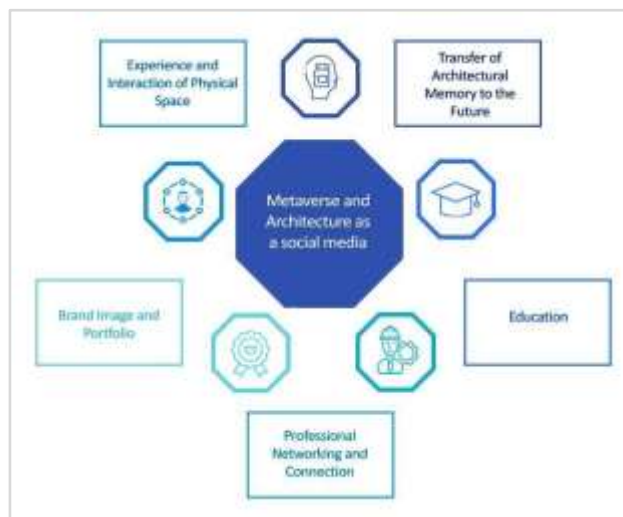 Experience and
Interaction of Physical
Space
Transfer of
Architectural
Memory to the
Future
Metaverse and
Architecture as
a social media
Brand Image and
Portfolio
Education
Professional
Networking and
Connection